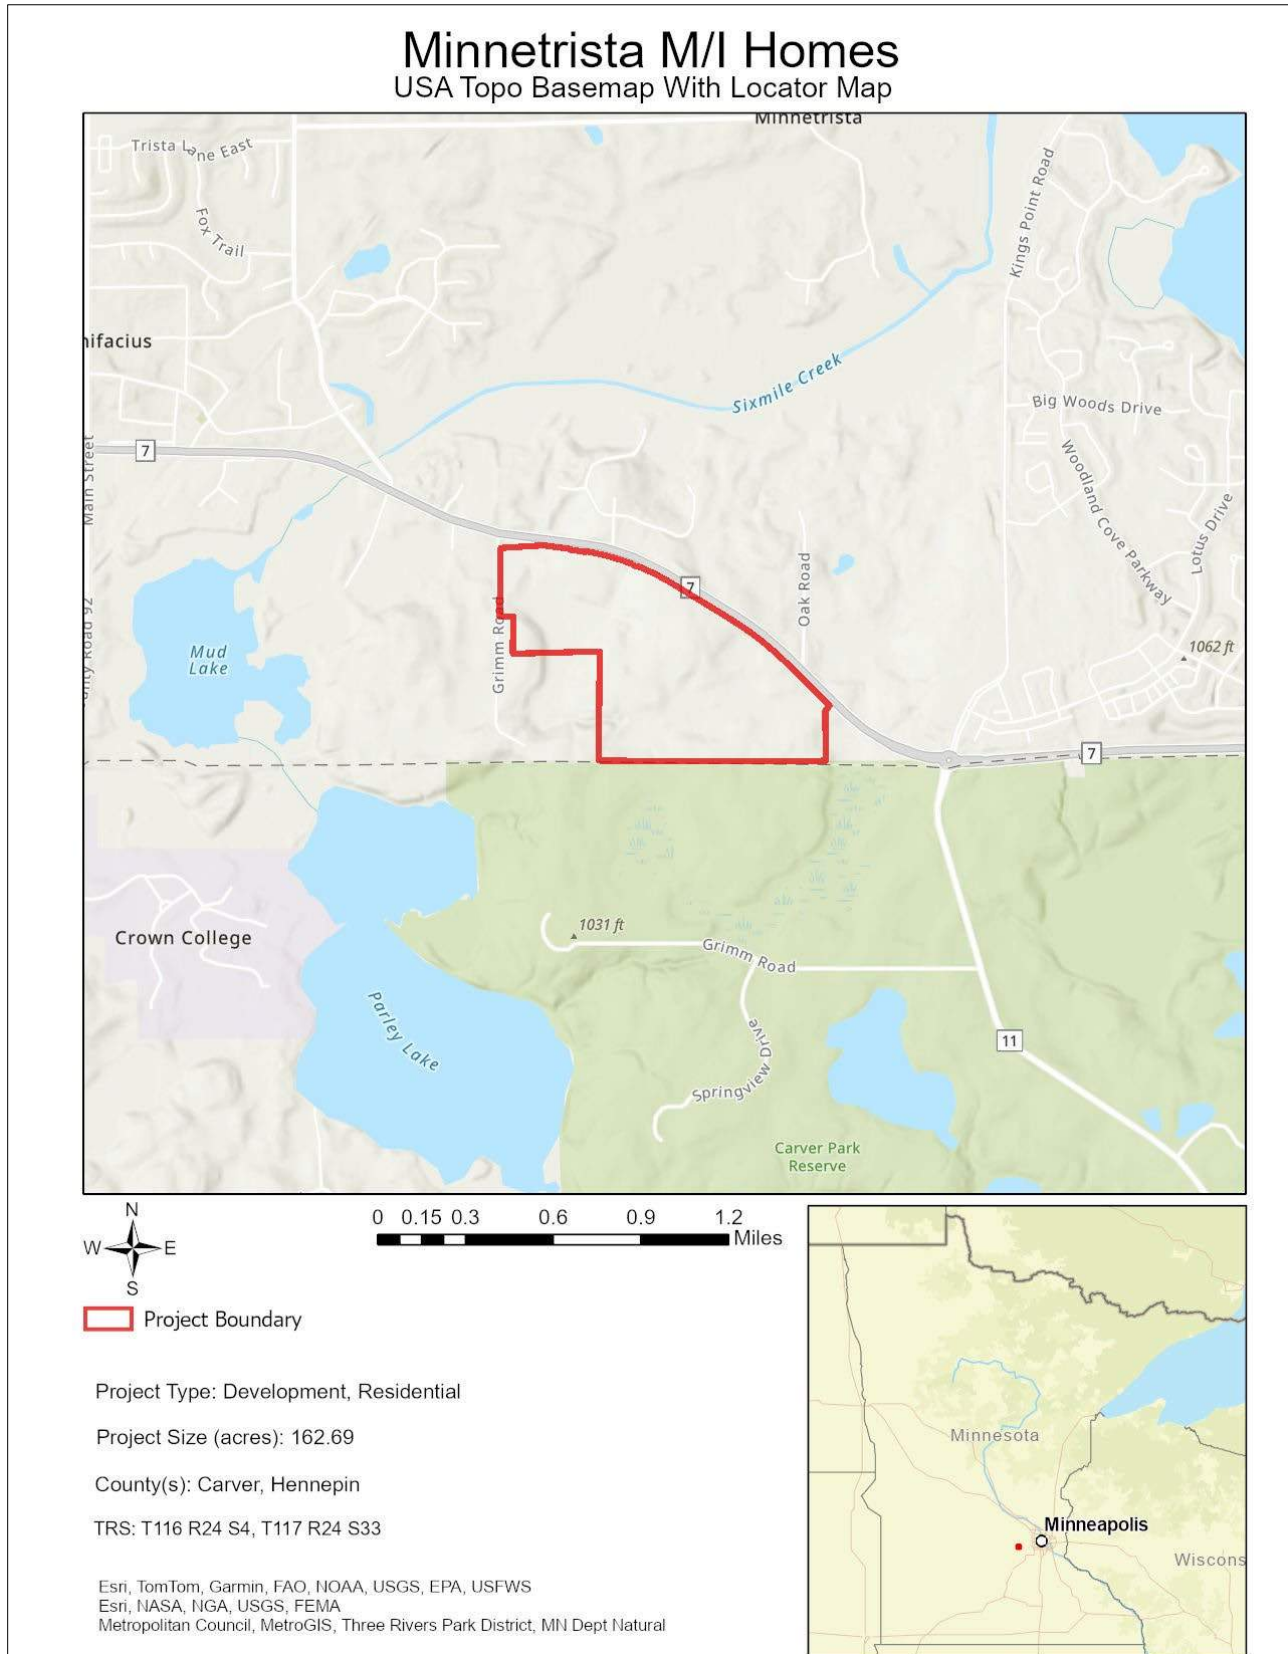 Minnetrista M/I Homes
USA Topo Basemap With Locator Map
Minnetrista
Trista Lane East
Fox Trail
Kings Point Road
nifacius
Sixmile Creek
Big Woods Drive
7
Main Street
Woodland Cove Parkway
Lotus Drive
7
Oak Road
Grimm Road
unty Road 92
Mud
Lake
1062 ft
7
1031 ft
Crown College
Grimm Road
Parley Lake
Springview Drive
11
Carver Park
Reserve
N
W E
S
0 0.15 0.3 0.6 0.9 1.2
Miles
Project Boundary
Project Type: Development, Residential
Project Size (acres): 162.69
County(s): Carver, Hennepin
TRS: T116 R24 S4, T117 R24 S33
Esri, TomTom, Garmin, FAO, NOAA, USGS, EPA, USFWS
Esri, NASA, NGA, USGS, FEMA
Metropolitan Council, MetroGIS, Three Rivers Park District, MN Dept Natural
Minnesota
Minneapolis
Wiscons